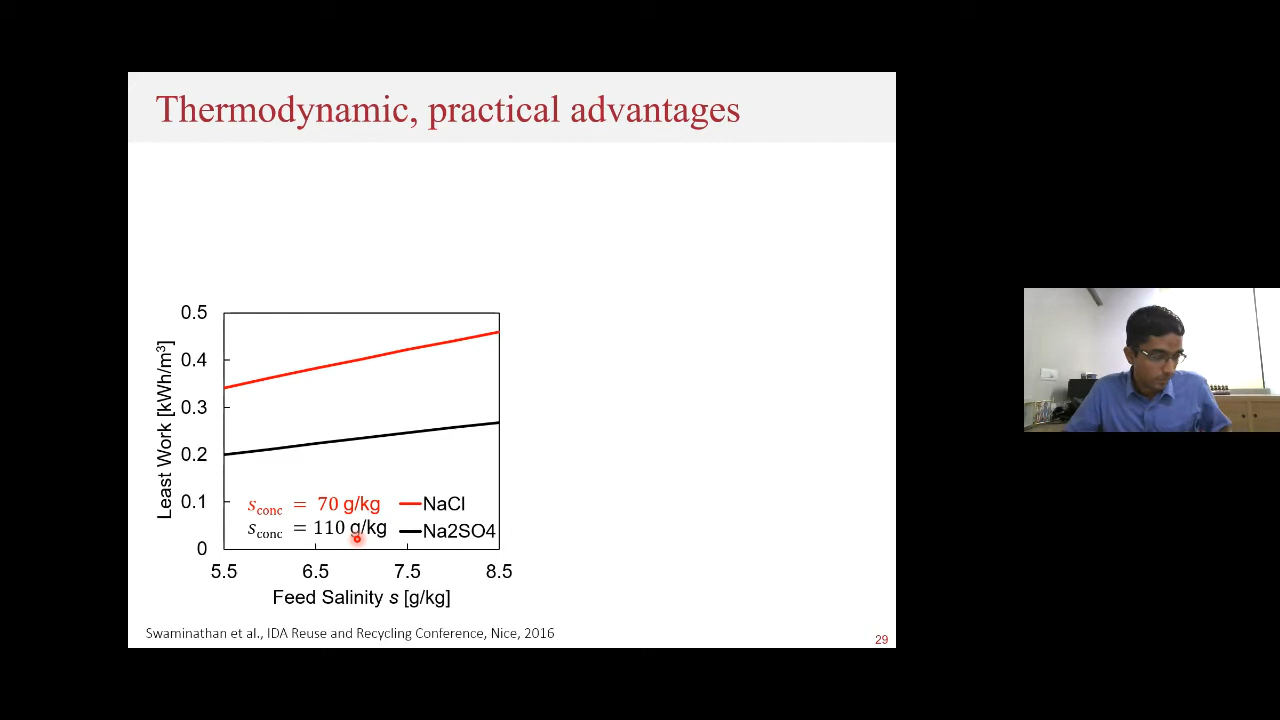 Thermodynamic, practical advantages
0.5
0.4
0.3
0.2
0.1
0
Least Work [kWh/m³]
s_conc = 70 g/kg
NaCl
s_conc = 110 g/kg
Na2SO4
5.5 6.5 7.5 8.5
Feed Salinity s [g/kg]
Swaminathan et al., IDA Reuse and Recycling Conference, Nice, 2016
29